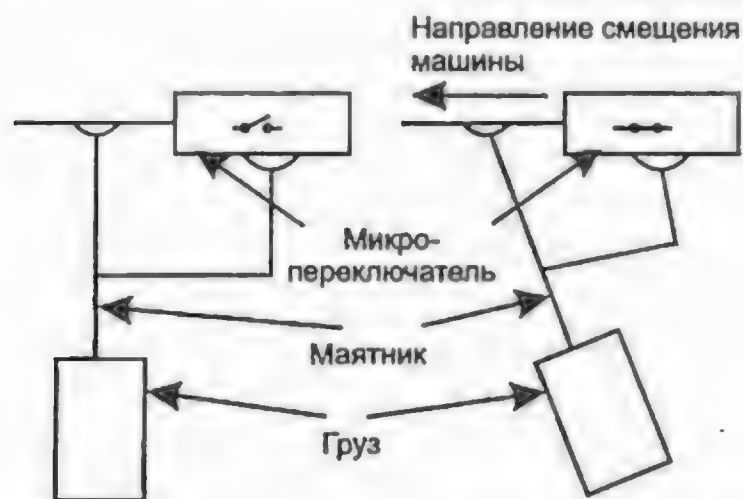 Направление смещения
машины
Микро-
переключатель
Маятник
Груз